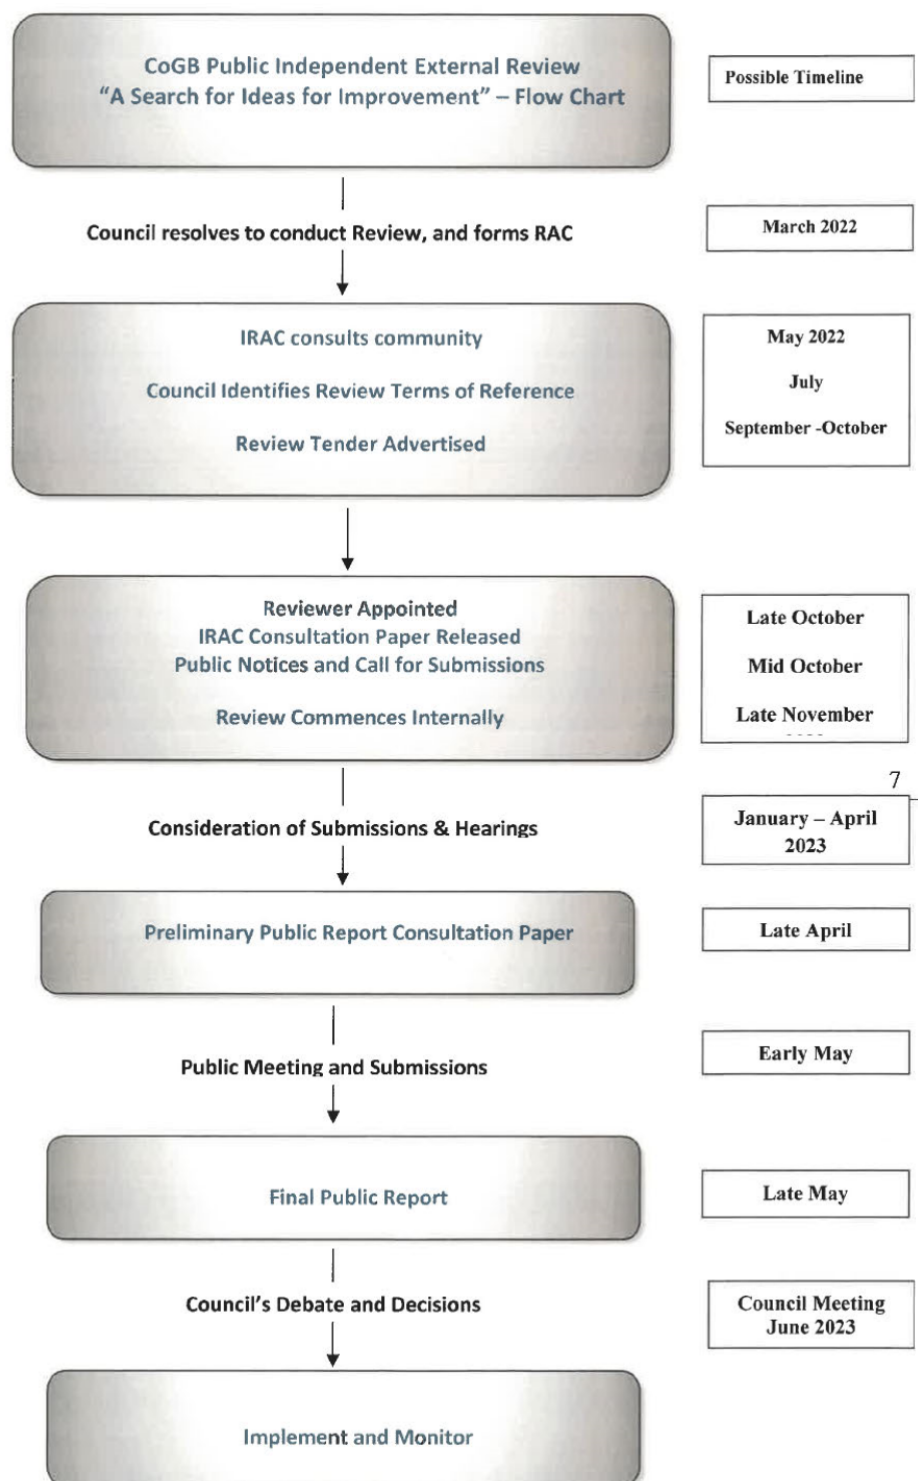 CoGB Public Independent External Review
“A Search for Ideas for Improvement” – Flow Chart
Possible Timeline
Council resolves to conduct Review, and forms RAC
March 2022
IRAC consults community
Council Identifies Review Terms of Reference
Review Tender Advertised
May 2022
July
September -October
Reviewer Appointed
IRAC Consultation Paper Released
Public Notices and Call for Submissions
Review Commences Internally
Late October
Mid October
Late November
7
Consideration of Submissions & Hearings
January – April
2023
Preliminary Public Report Consultation Paper
Late April
Public Meeting and Submissions
Early May
Final Public Report
Late May
Council’s Debate and Decisions
Council Meeting
June 2023
Implement and Monitor